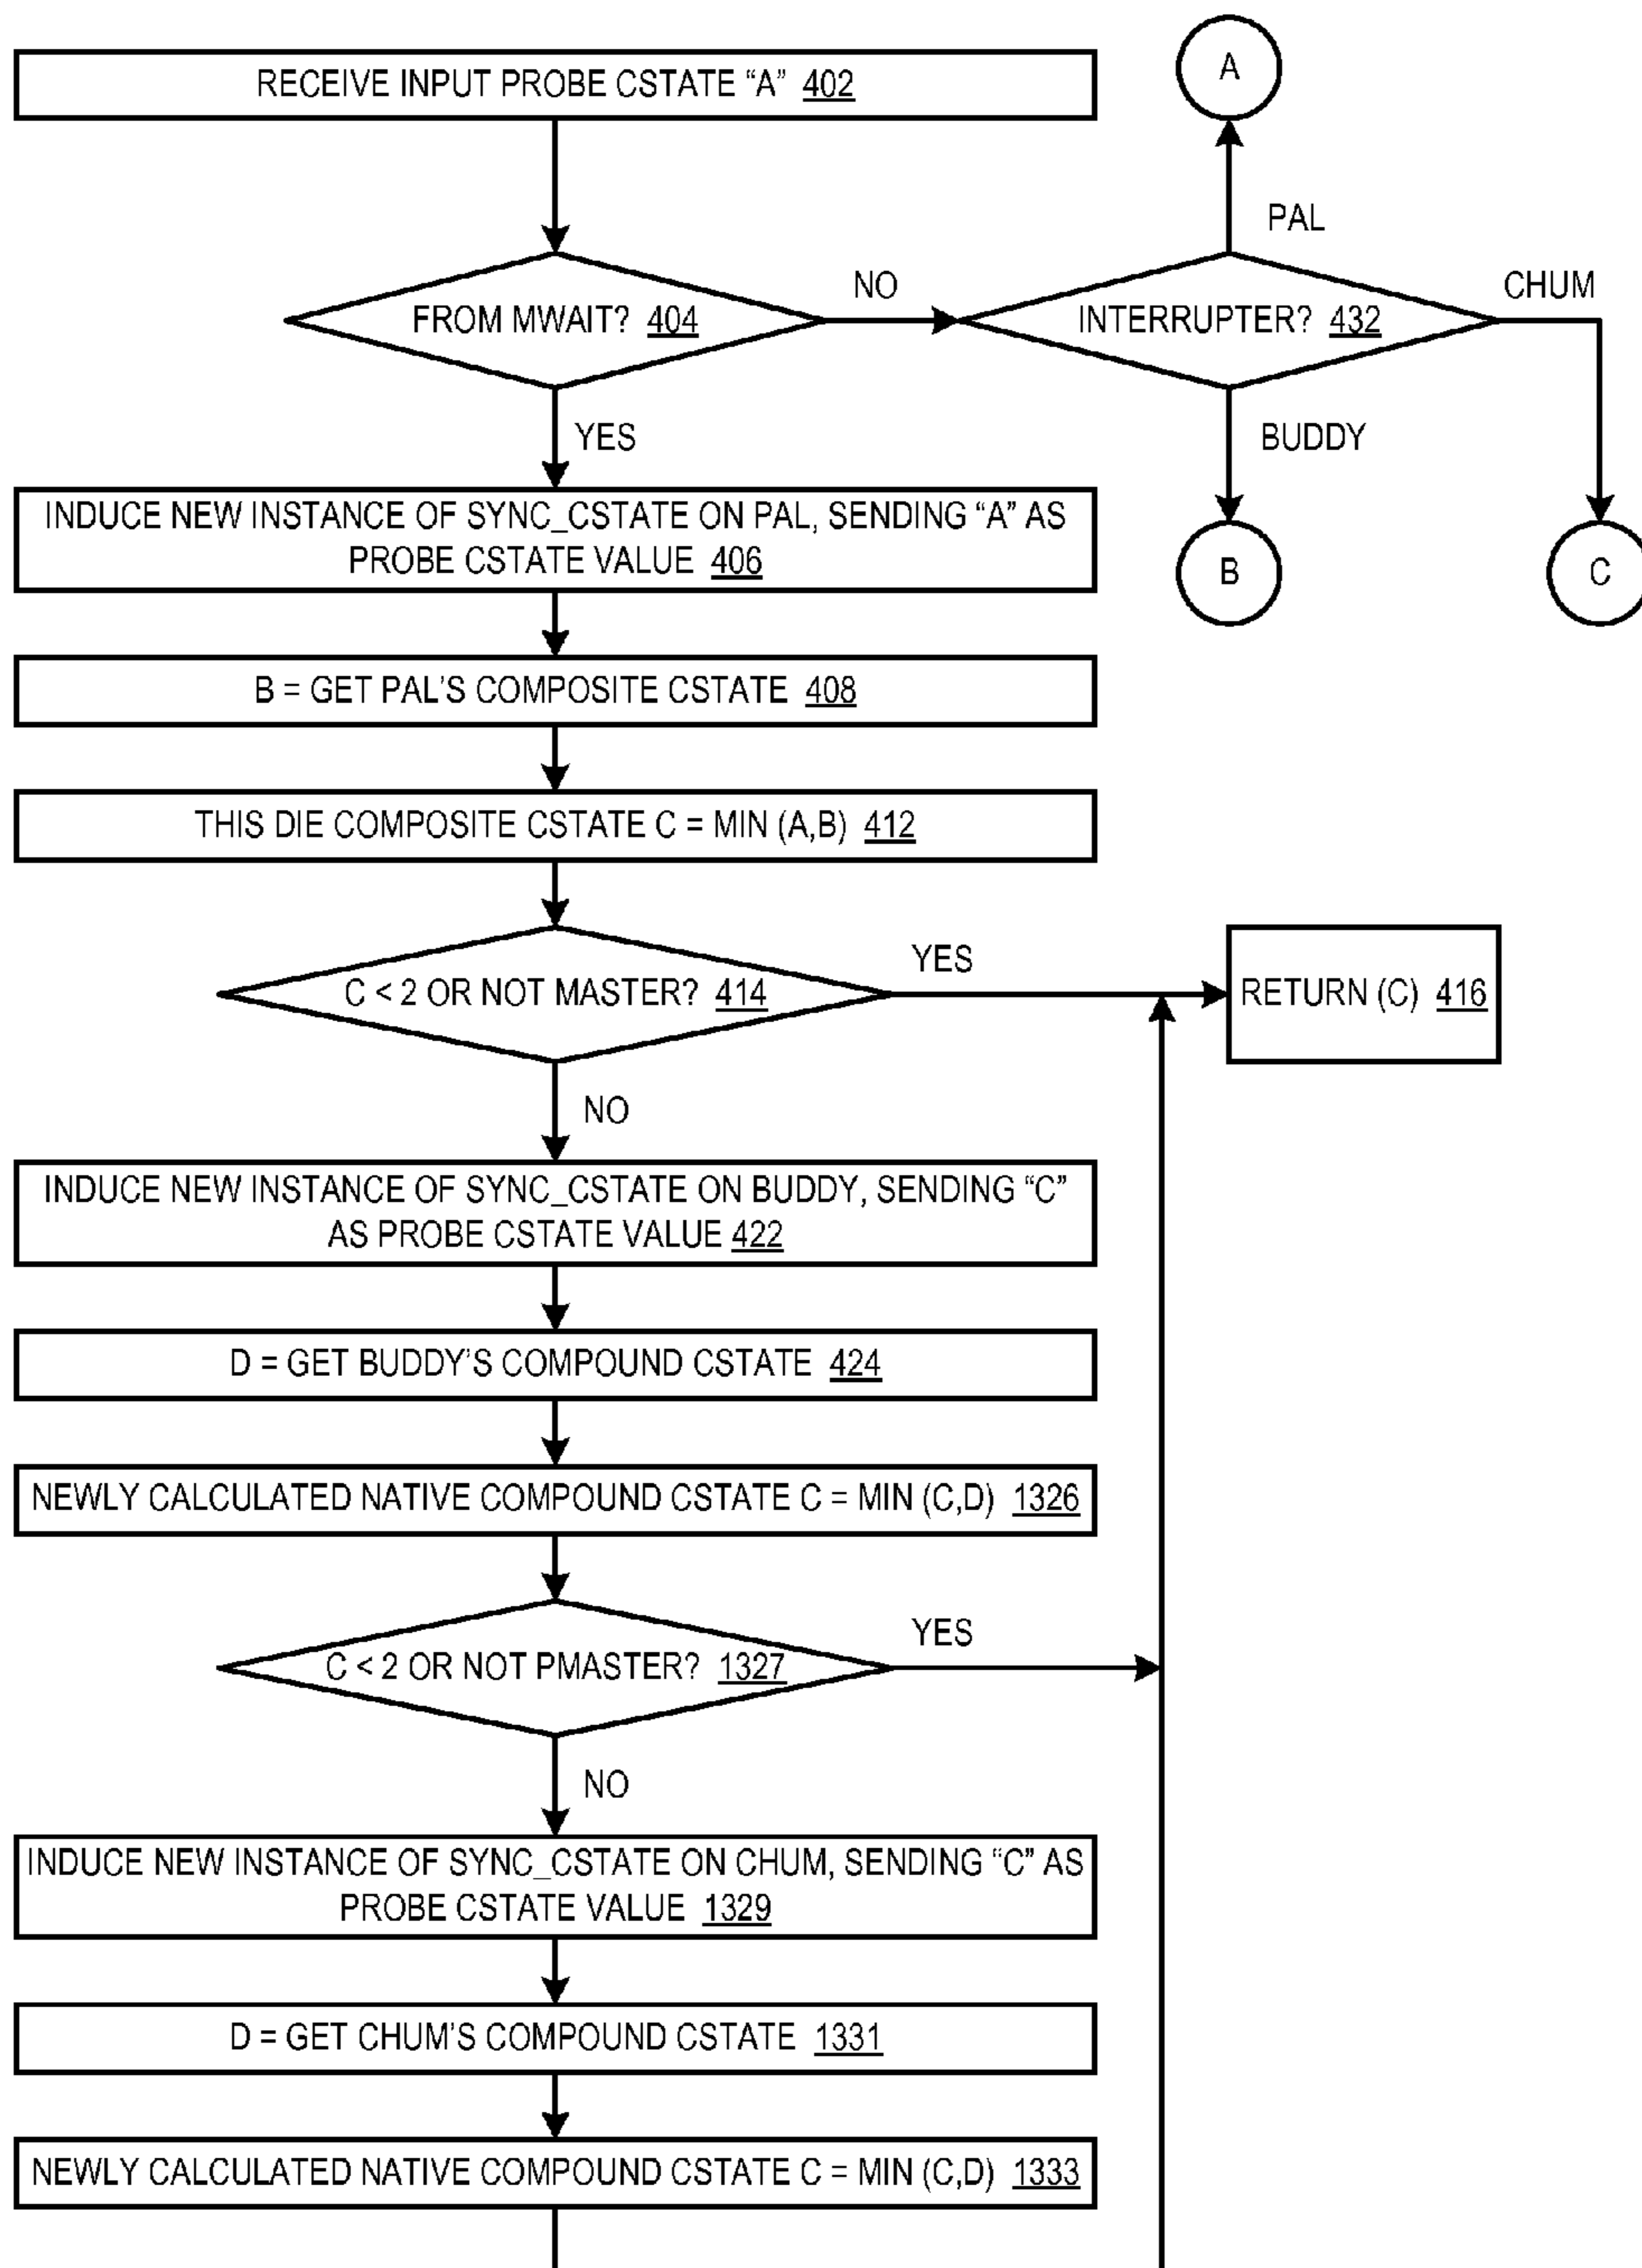 RECEIVE INPUT PROBE CSTATE “A” 402
A
PAL
FROM MWAIT? 404
NO
INTERRUPTER? 432
CHUM
YES
BUDDY
INDUCE NEW INSTANCE OF SYNC_CSTATE ON PAL, SENDING “A” AS
PROBE CSTATE VALUE 406
B
C
B = GET PAL’S COMPOSITE CSTATE 408
THIS DIE COMPOSITE CSTATE C = MIN (A,B) 412
C < 2 OR NOT MASTER? 414
YES
RETURN (C) 416
NO
INDUCE NEW INSTANCE OF SYNC_CSTATE ON BUDDY, SENDING “C”
AS PROBE CSTATE VALUE 422
D = GET BUDDY’S COMPOUND CSTATE 424
NEWLY CALCULATED NATIVE COMPOUND CSTATE C = MIN (C,D) 1326
C < 2 OR NOT PMASTER? 1327
YES
NO
INDUCE NEW INSTANCE OF SYNC_CSTATE ON CHUM, SENDING “C” AS
PROBE CSTATE VALUE 1329
D = GET CHUM’S COMPOUND CSTATE 1331
NEWLY CALCULATED NATIVE COMPOUND CSTATE C = MIN (C,D) 1333